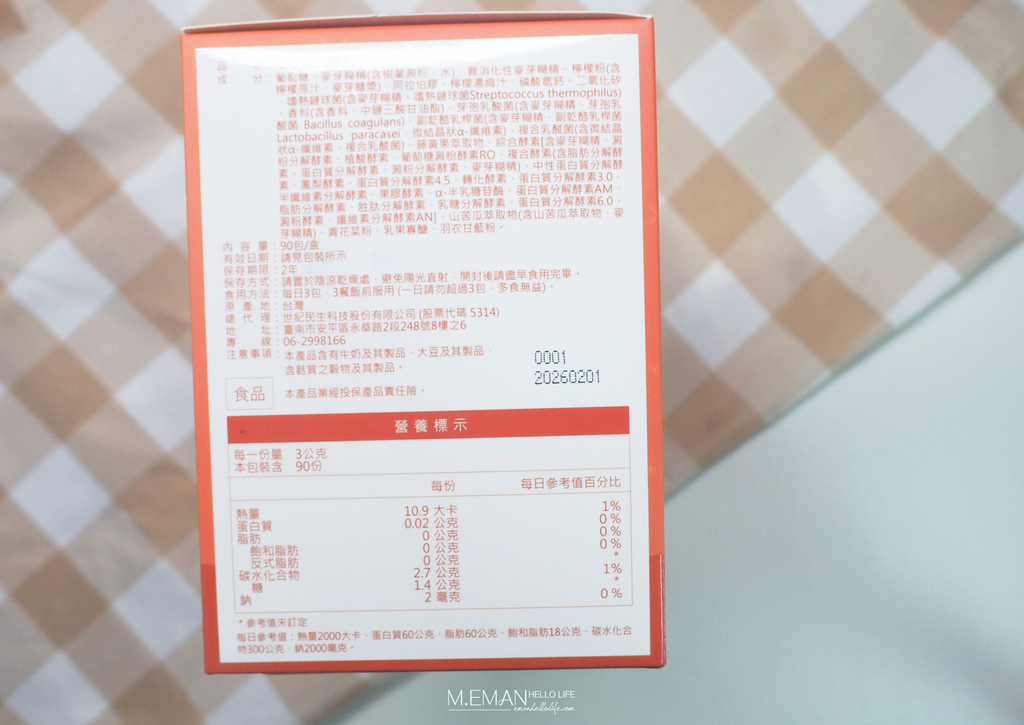 品
成　　分：葡萄糖、麥芽糊精(含樹薯澱粉、水)、難消化性麥芽糊精、檸檬粉(含
檸檬原汁、麥芽糖漿)、阿拉伯膠、檸檬濃縮汁、碳酸氫鈣、二氧化矽
、嗜熱鏈球菌(含麥芽糊精、嗜熱鏈球菌Streptococcus thermophilus)
、香料(含香料、中鏈三酸甘油酯)、芽孢乳酸菌(含麥芽糊精、芽孢乳
酸菌 Bacillus coagulans)、副乾酪乳桿菌(含麥芽糊精、副乾酪乳桿菌
Lactobacillus paracasei、微結晶狀α-纖維素)、複合乳酸菌(含微結晶
狀α-纖維素、複合乳酸菌)、藤黃果萃取物、綜合酵素[含麥芽糊精、澱
粉分解酵素、植酸酵素、葡萄糖澱粉酵素RO、複合酵素(含脂肪分解酵
素、蛋白質分解酵素、澱粉分解酵素、麥芽糊精)、中性蛋白質分解酵
素、鳳梨酵素、蛋白質分解酵素4.5、轉化酵素、蛋白質分解酵素3.0、
半纖維素分解酵素、果膠酵素、α-半乳糖苷酶、蛋白質分解酵素AM、
脂肪分解酵素、胜肽分解酵素、乳糖分解酵素、蛋白質分解酵素6.0、
澱粉酵素、纖維素分解酵素AN]、山苦瓜萃取物(含山苦瓜萃取物、麥
芽糊精)、青花菜粉、乳果寡醣、羽衣甘藍粉。
內 容 量：90包/盒
有效日期：請見包裝所示
保存期限：2年
保存方式：請置於陰涼乾燥處，避免陽光直射，開封後請盡早食用完畢。
食用方法：每日3包，3餐飯前服用 (一日請勿超過3包，多食無益)。
原 產 地：台灣
總 代 理：世紀民生科技股份有限公司 (股票代碼 5314)
地　　址：臺南市安平區永華路2段248號8樓之6
專　　線：06-2998166
注意事項：本產品含有牛奶及其製品、大豆及其製品、
含麩質之穀物及其製品。
0001
20260201
食品　本產品業經投保產品責任險。
營養標示
每一份量　3公克
本包裝含　90份
每份　每日參考值百分比
熱量　10.9 大卡　1%
蛋白質　0.02 公克　0%
脂肪　0 公克　0%
飽和脂肪　0 公克　0%
反式脂肪　0 公克　*
碳水化合物　2.7 公克　1%
糖　1.4 公克　*
鈉　2 毫克　0%
* 參考值未訂定
每日參考值：熱量2000大卡、蛋白質60公克、脂肪60公克、飽和脂肪18公克、碳水化合
物300公克、鈉2000毫克。
M.EMAN HELLO LIFE
emanhellolife.com